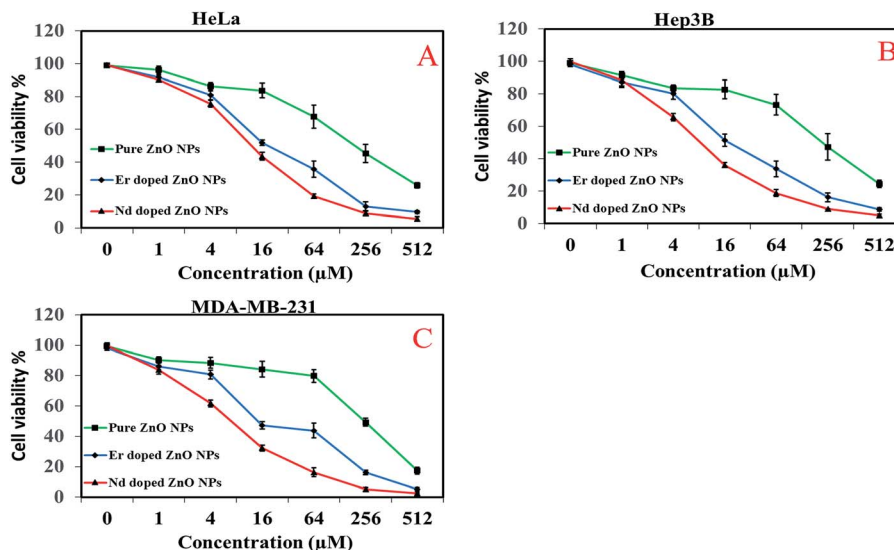 HeLa
A
Cell viability %
120
100
80
60
40
20
0
Pure ZnO NPs
Er doped ZnO NPs
Nd doped ZnO NPs
0 1 4 16 64 256 512
Concentration (µM)
Hep3B
B
Cell viability %
120
100
80
60
40
20
0
Pure ZnO NPs
Er doped ZnO NPs
Nd doped ZnO NPs
0 1 4 16 64 256 512
Concentration (µM)
MDA-MB-231
C
Cell viability %
120
100
80
60
40
20
0
Pure ZnO NPs
Er doped ZnO NPs
Nd doped ZnO NPs
0 1 4 16 64 256 512
Concentration (µM)